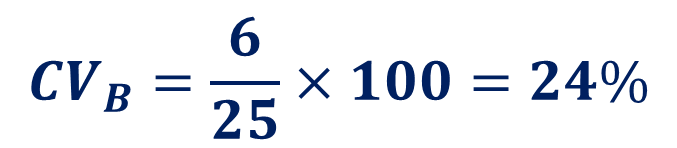 CV_B = 6/25 × 100 = 24%